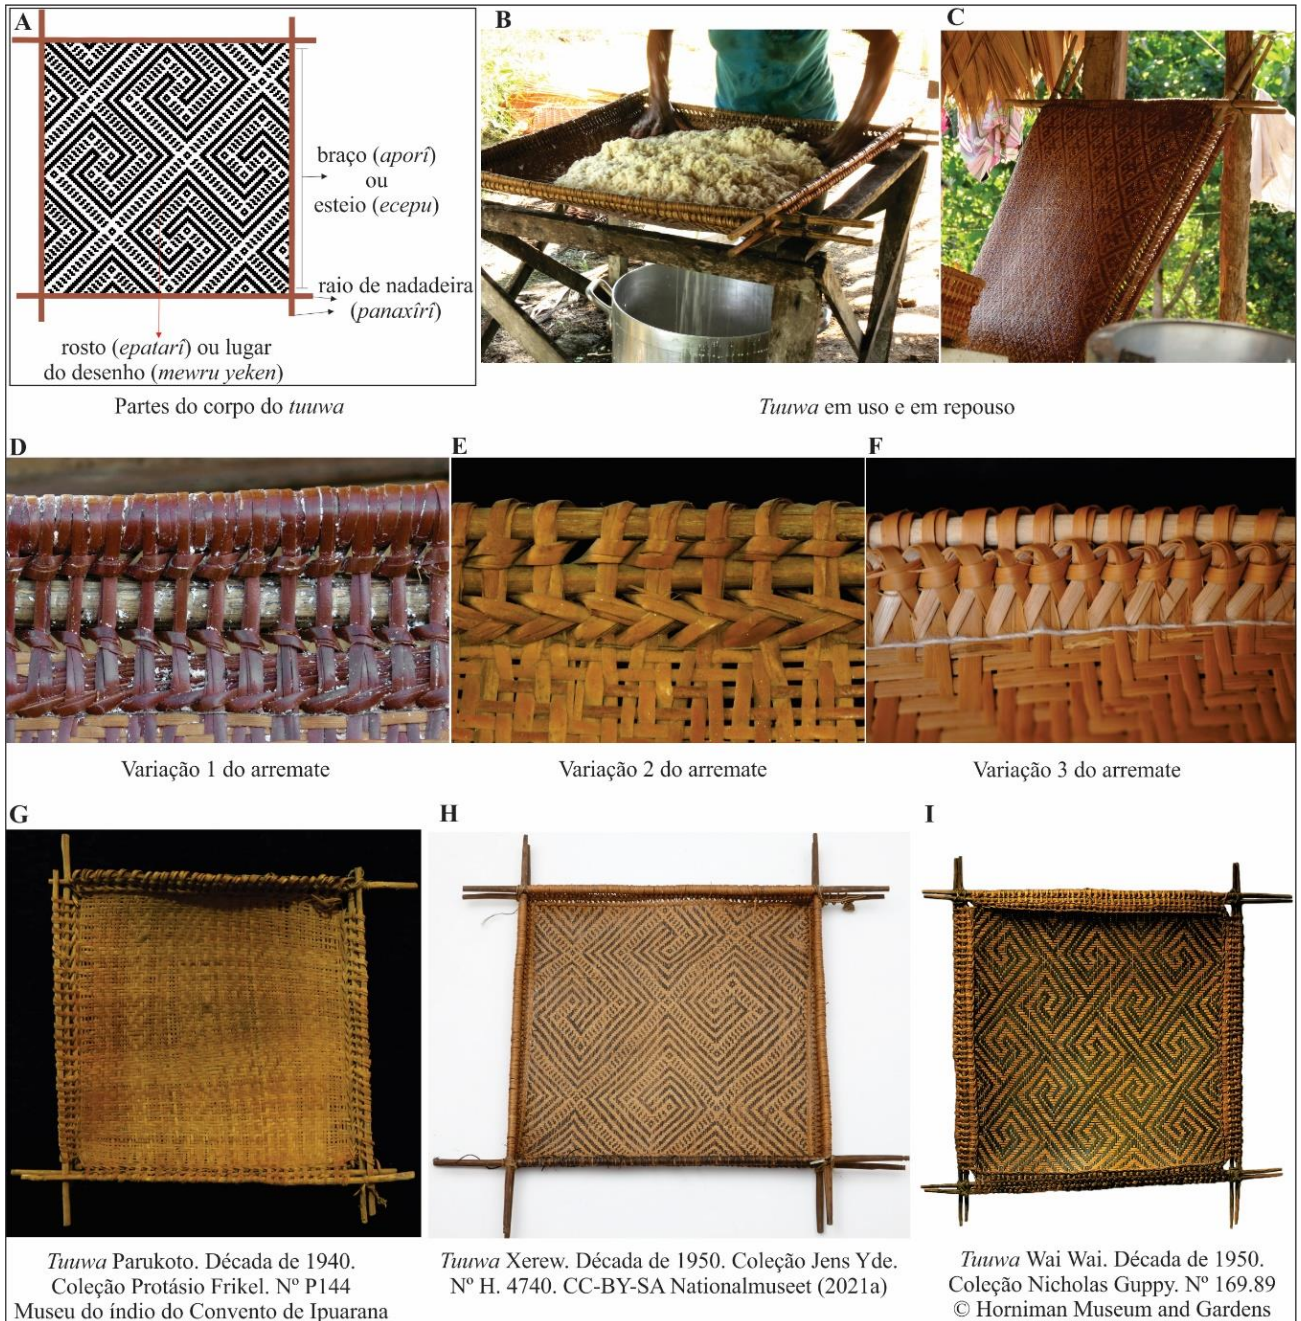 A
B
C
braço (aporî)
ou
esteio (ecepu)
raio de nadadeira
(panaxîrî)
rosto (epatarî) ou lugar
do desenho (mewru yeken)
Partes do corpo do tuuwa
Tuuwa em uso e em repouso
D
E
F
Variação 1 do arremate
Variação 2 do arremate
Variação 3 do arremate
G
H
I
Tuuwa Parukoto. Década de 1940.
Coleção Protásio Frikel. Nº P144
Museu do índio do Convento de Ipuarana
Tuuwa Xerew. Década de 1950. Coleção Jens Yde.
Nº H. 4740. CC-BY-SA Nationalmuseet (2021a)
Tuuwa Wai Wai. Década de 1950.
Coleção Nicholas Guppy. Nº 169.89
© Horniman Museum and Gardens